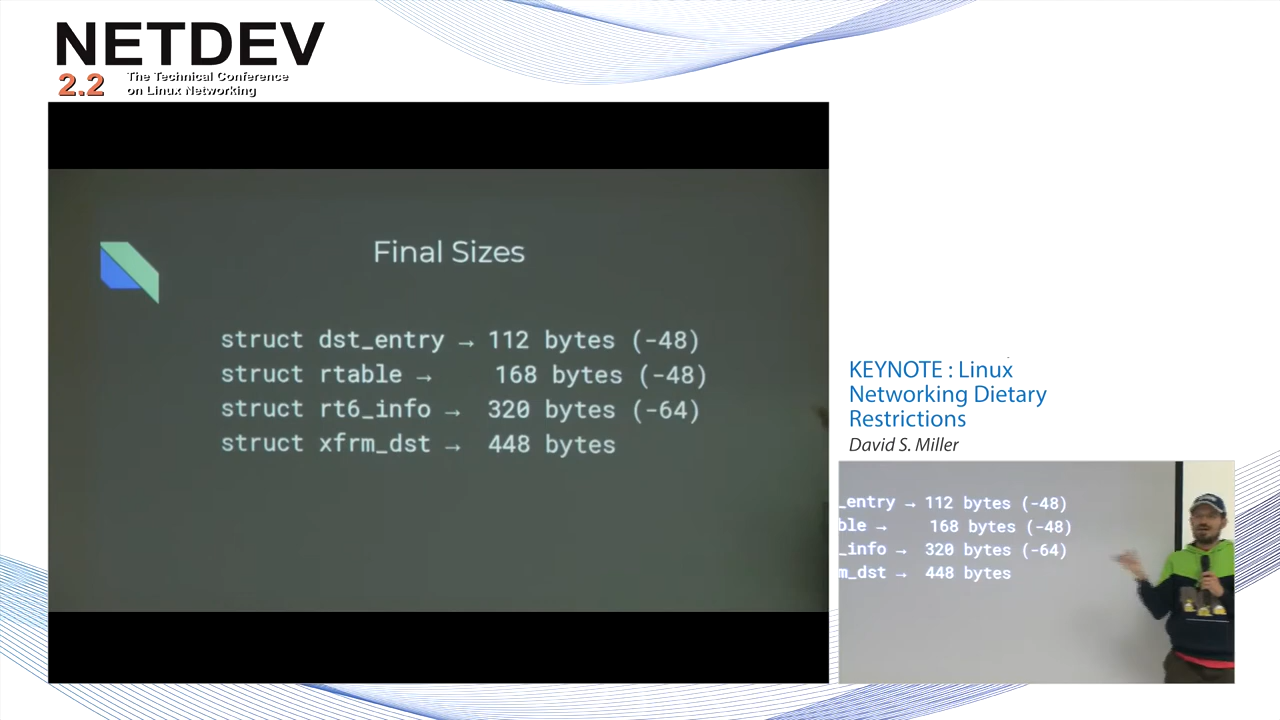 NETDEV
2.2
The Technical Conference
on Linux Networking
Final Sizes
struct dst_entry → 112 bytes (-48)
struct rtable → 168 bytes (-48)
struct rt6_info → 320 bytes (-64)
struct xfrm_dst → 448 bytes
KEYNOTE : Linux
Networking Dietary
Restrictions
David S. Miller
_entry → 112 bytes (-48)
ble → 168 bytes (-48)
_info → 320 bytes (-64)
m_dst → 448 bytes